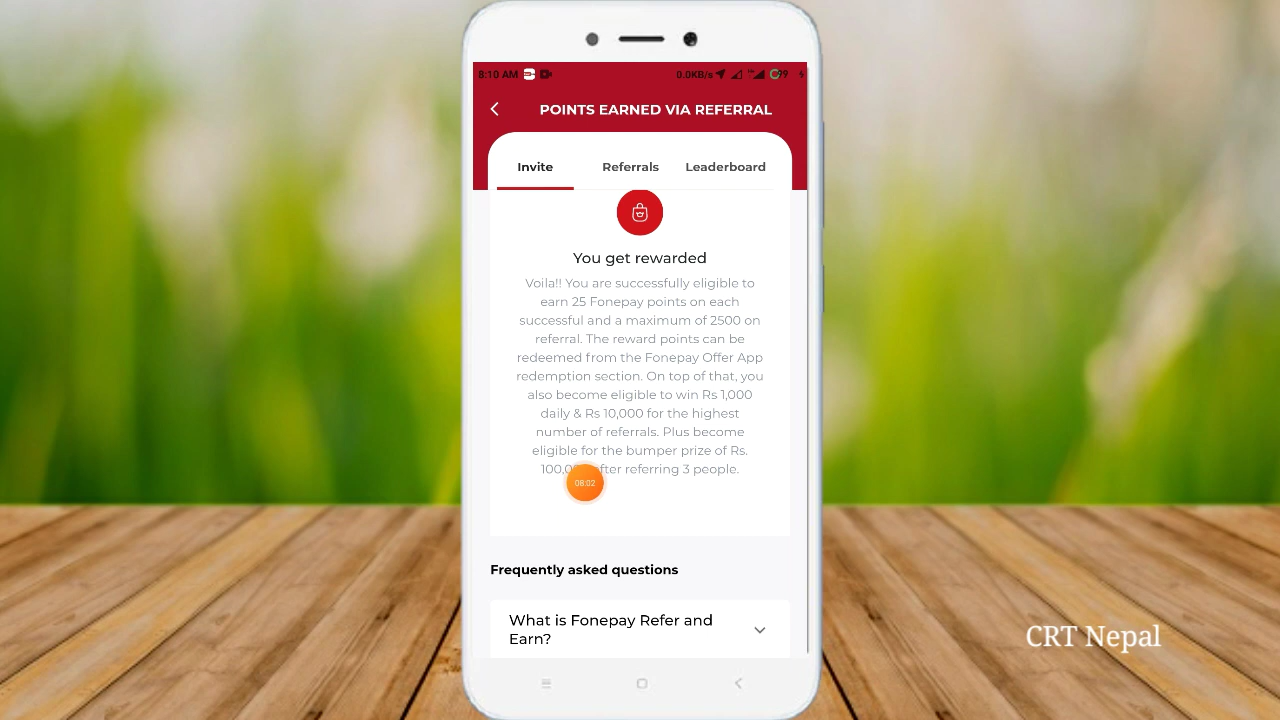 8:10 AM
0.0KB/s
99
POINTS EARNED VIA REFERRAL
Invite
Referrals
Leaderboard
You get rewarded
Voila!! You are successfully eligible to
earn 25 Fonepay points on each
successful and a maximum of 2500 on
referral. The reward points can be
redeemed from the Fonepay Offer App
redemption section. On top of that, you
also become eligible to win Rs 1,000
daily & Rs 10,000 for the highest
number of referrals. Plus become
eligible for the bumper prize of Rs.
after referring 3 people.
08:02
Frequently asked questions
What is Fonepay Refer and
Earn?
CRT Nepal